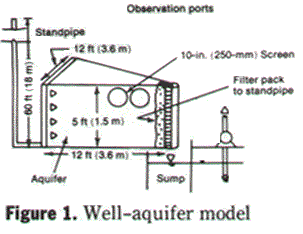 Observation ports
Standpipe
12 ft (3.6 m)
10-in. (250-mm) Screen
Filter pack
to standpipe
60 ft (18 m)
5 ft (1.5 m)
Aquifer
12 ft (3.6 m)
Sump
Figure 1. Well–aquifer model